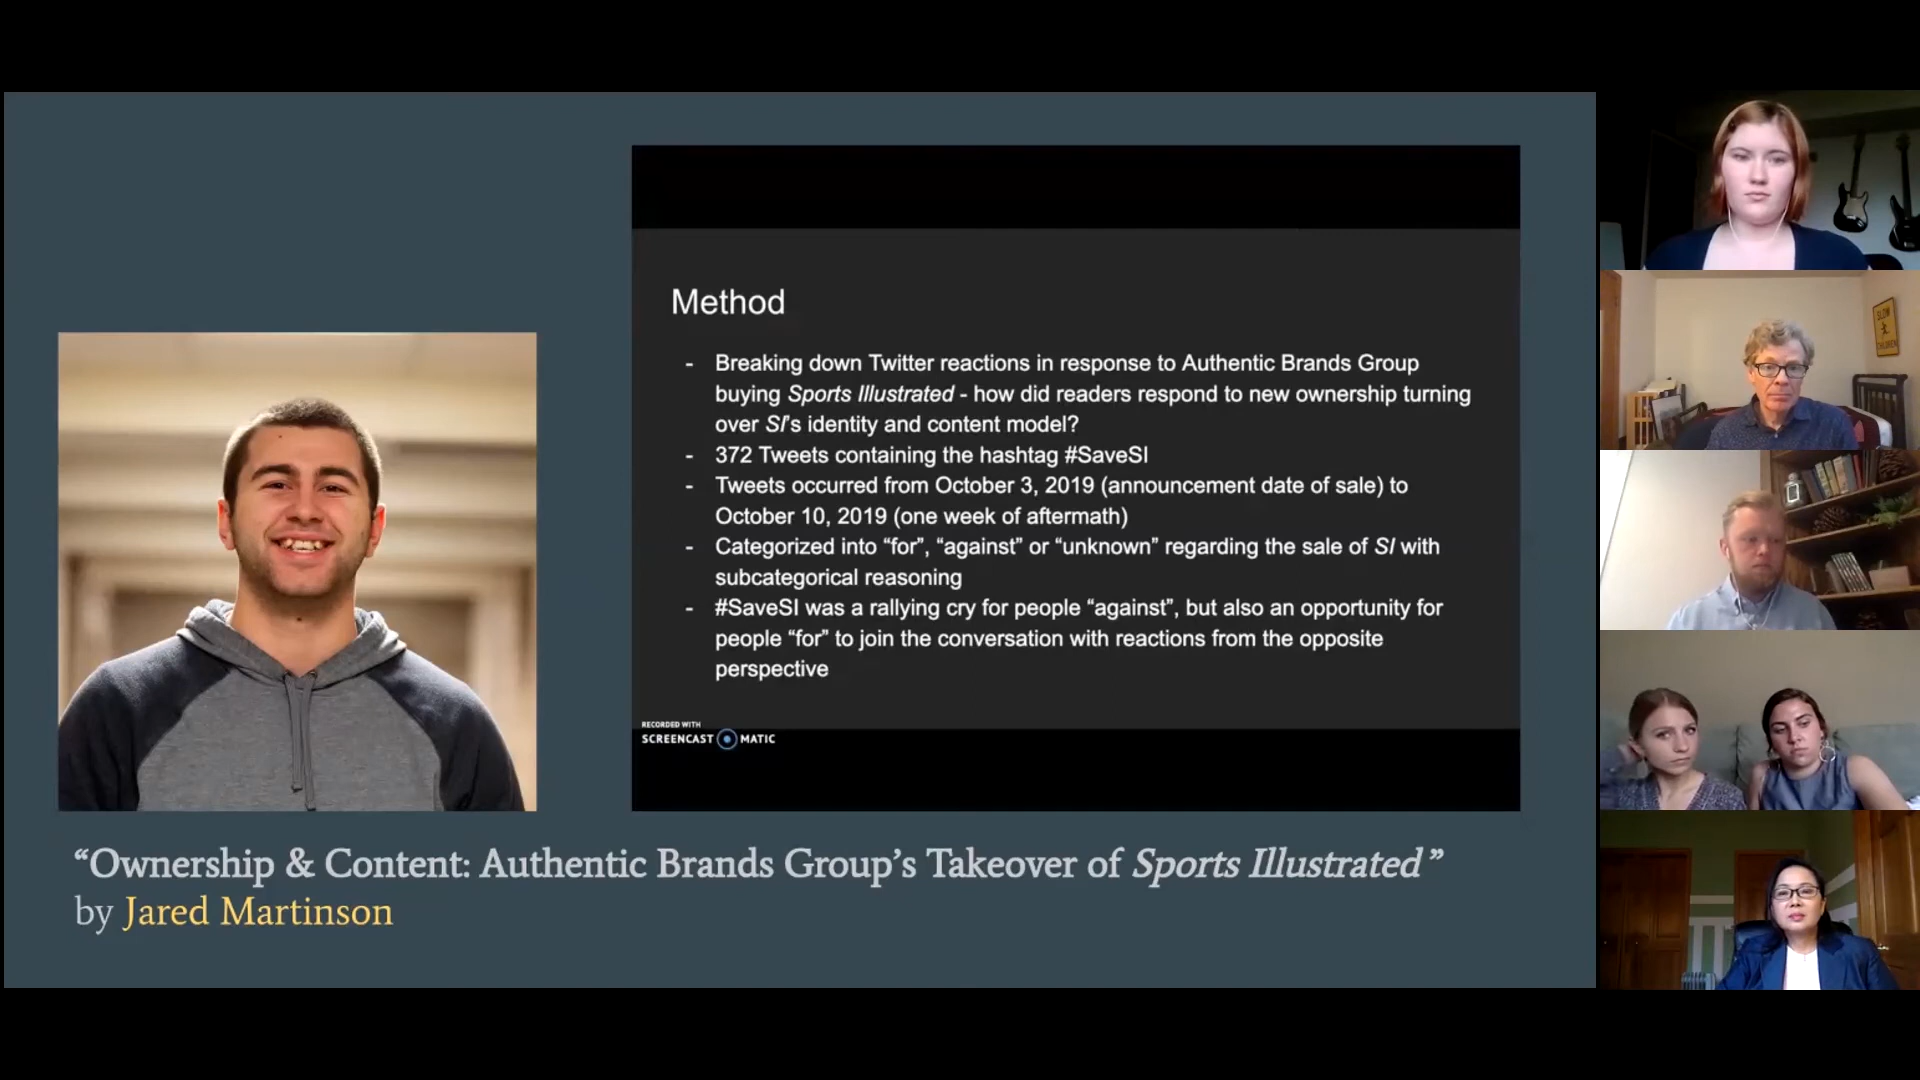 Method
- Breaking down Twitter reactions in response to Authentic Brands Group
buying Sports Illustrated - how did readers respond to new ownership turning
over SI's identity and content model?
- 372 Tweets containing the hashtag #SaveSI
- Tweets occurred from October 3, 2019 (announcement date of sale) to
October 10, 2019 (one week of aftermath)
- Categorized into “for”, “against” or “unknown” regarding the sale of SI with
subcategorical reasoning
- #SaveSI was a rallying cry for people “against”, but also an opportunity for
people “for” to join the conversation with reactions from the opposite
perspective
RECORDED WITH
SCREENCAST MATIC
“Ownership & Content: Authentic Brands Group’s Takeover of Sports Illustrated”
by Jared Martinson
SLOW
CHILDREN